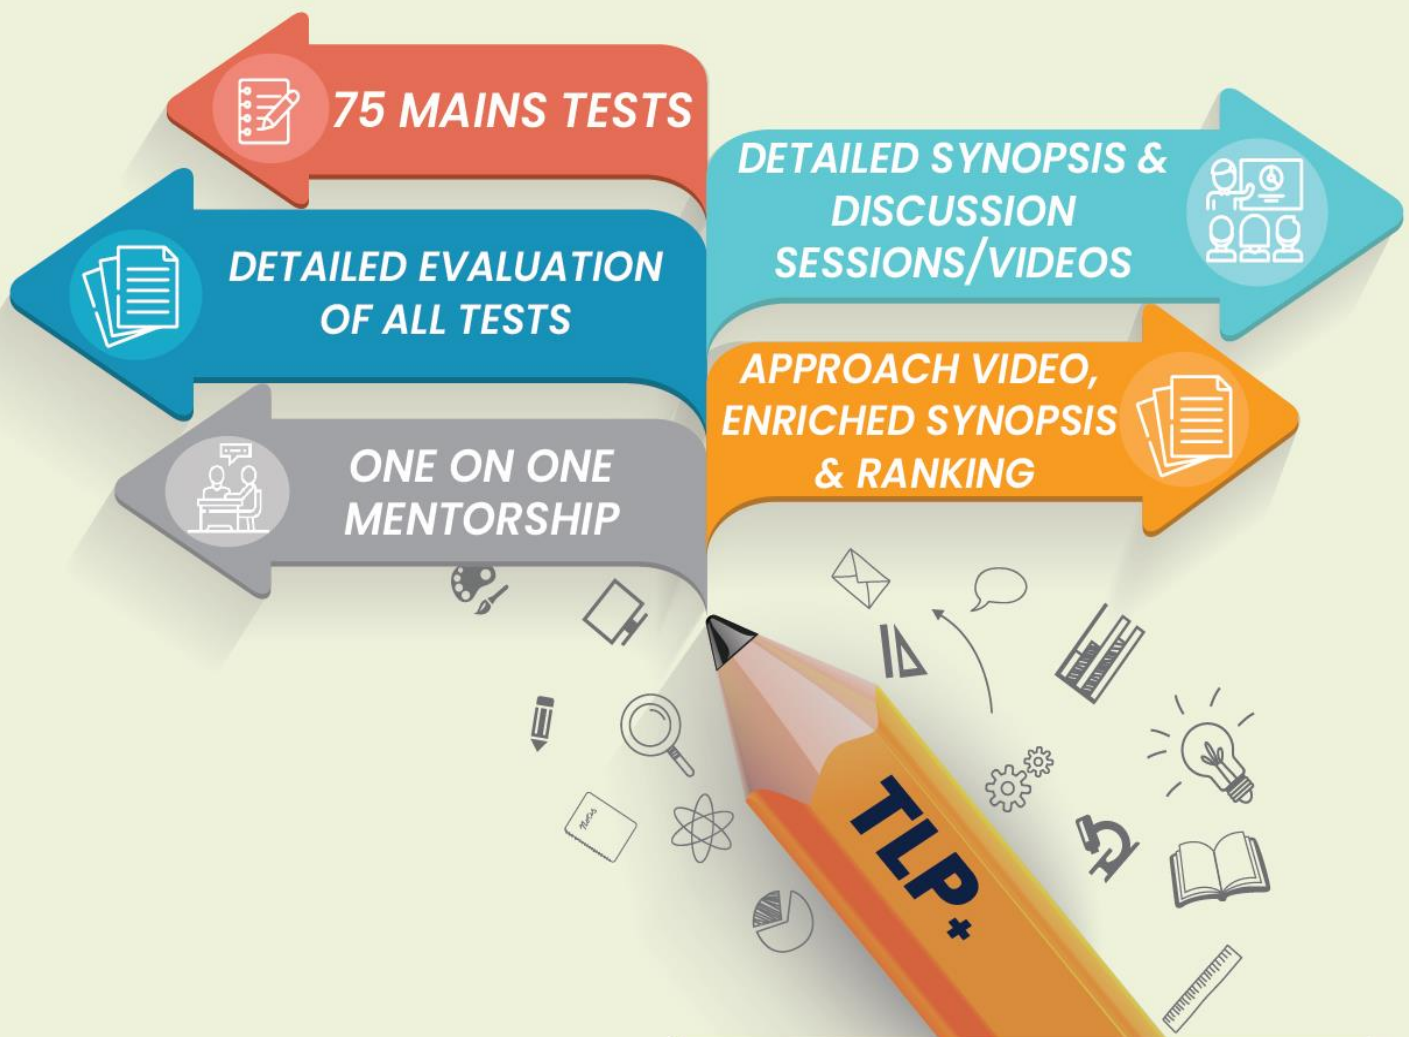 75 MAINS TESTS
DETAILED SYNOPSIS &
DISCUSSION
SESSIONS/VIDEOS
DETAILED EVALUATION
OF ALL TESTS
APPROACH VIDEO,
ENRICHED SYNOPSIS
& RANKING
ONE ON ONE
MENTORSHIP
Notes
TLP+